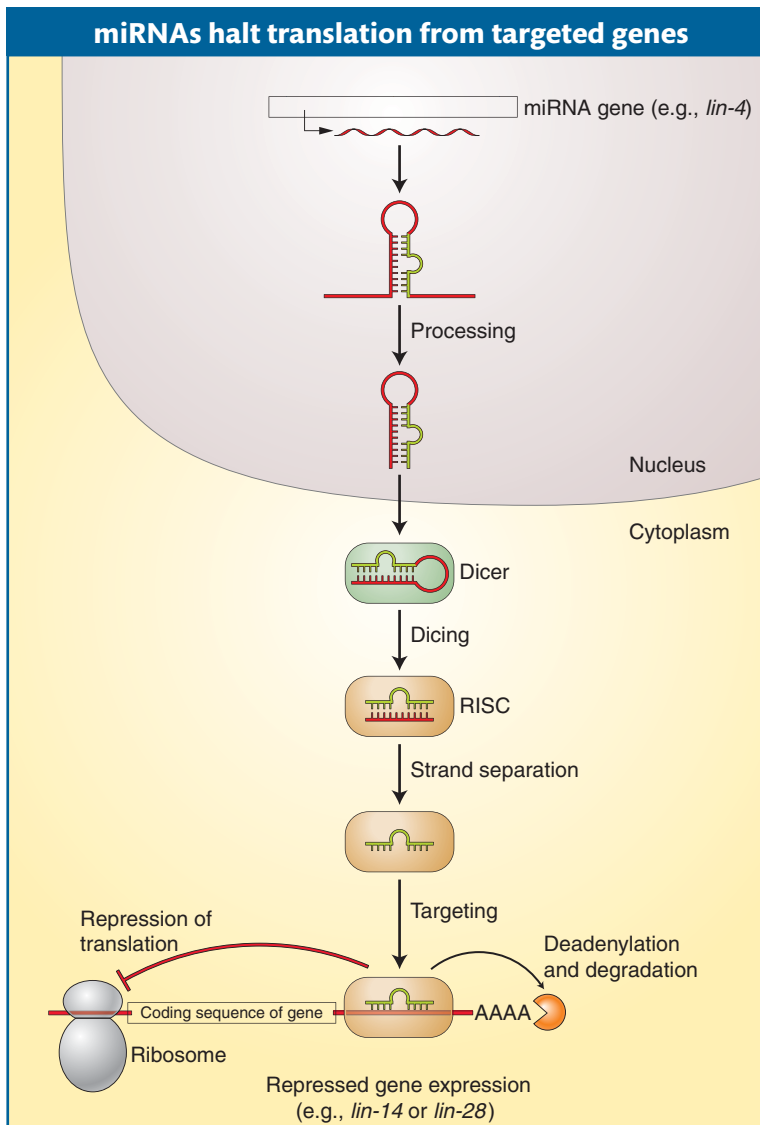 miRNAs halt translation from targeted genes
miRNA gene (e.g., lin-4)
Processing
Nucleus
Cytoplasm
Dicer
Dicing
RISC
Strand separation
Targeting
Repression of
translation
Deadenylation
and degradation
Coding sequence of gene
AAAA
Ribosome
Repressed gene expression
(e.g., lin-14 or lin-28)